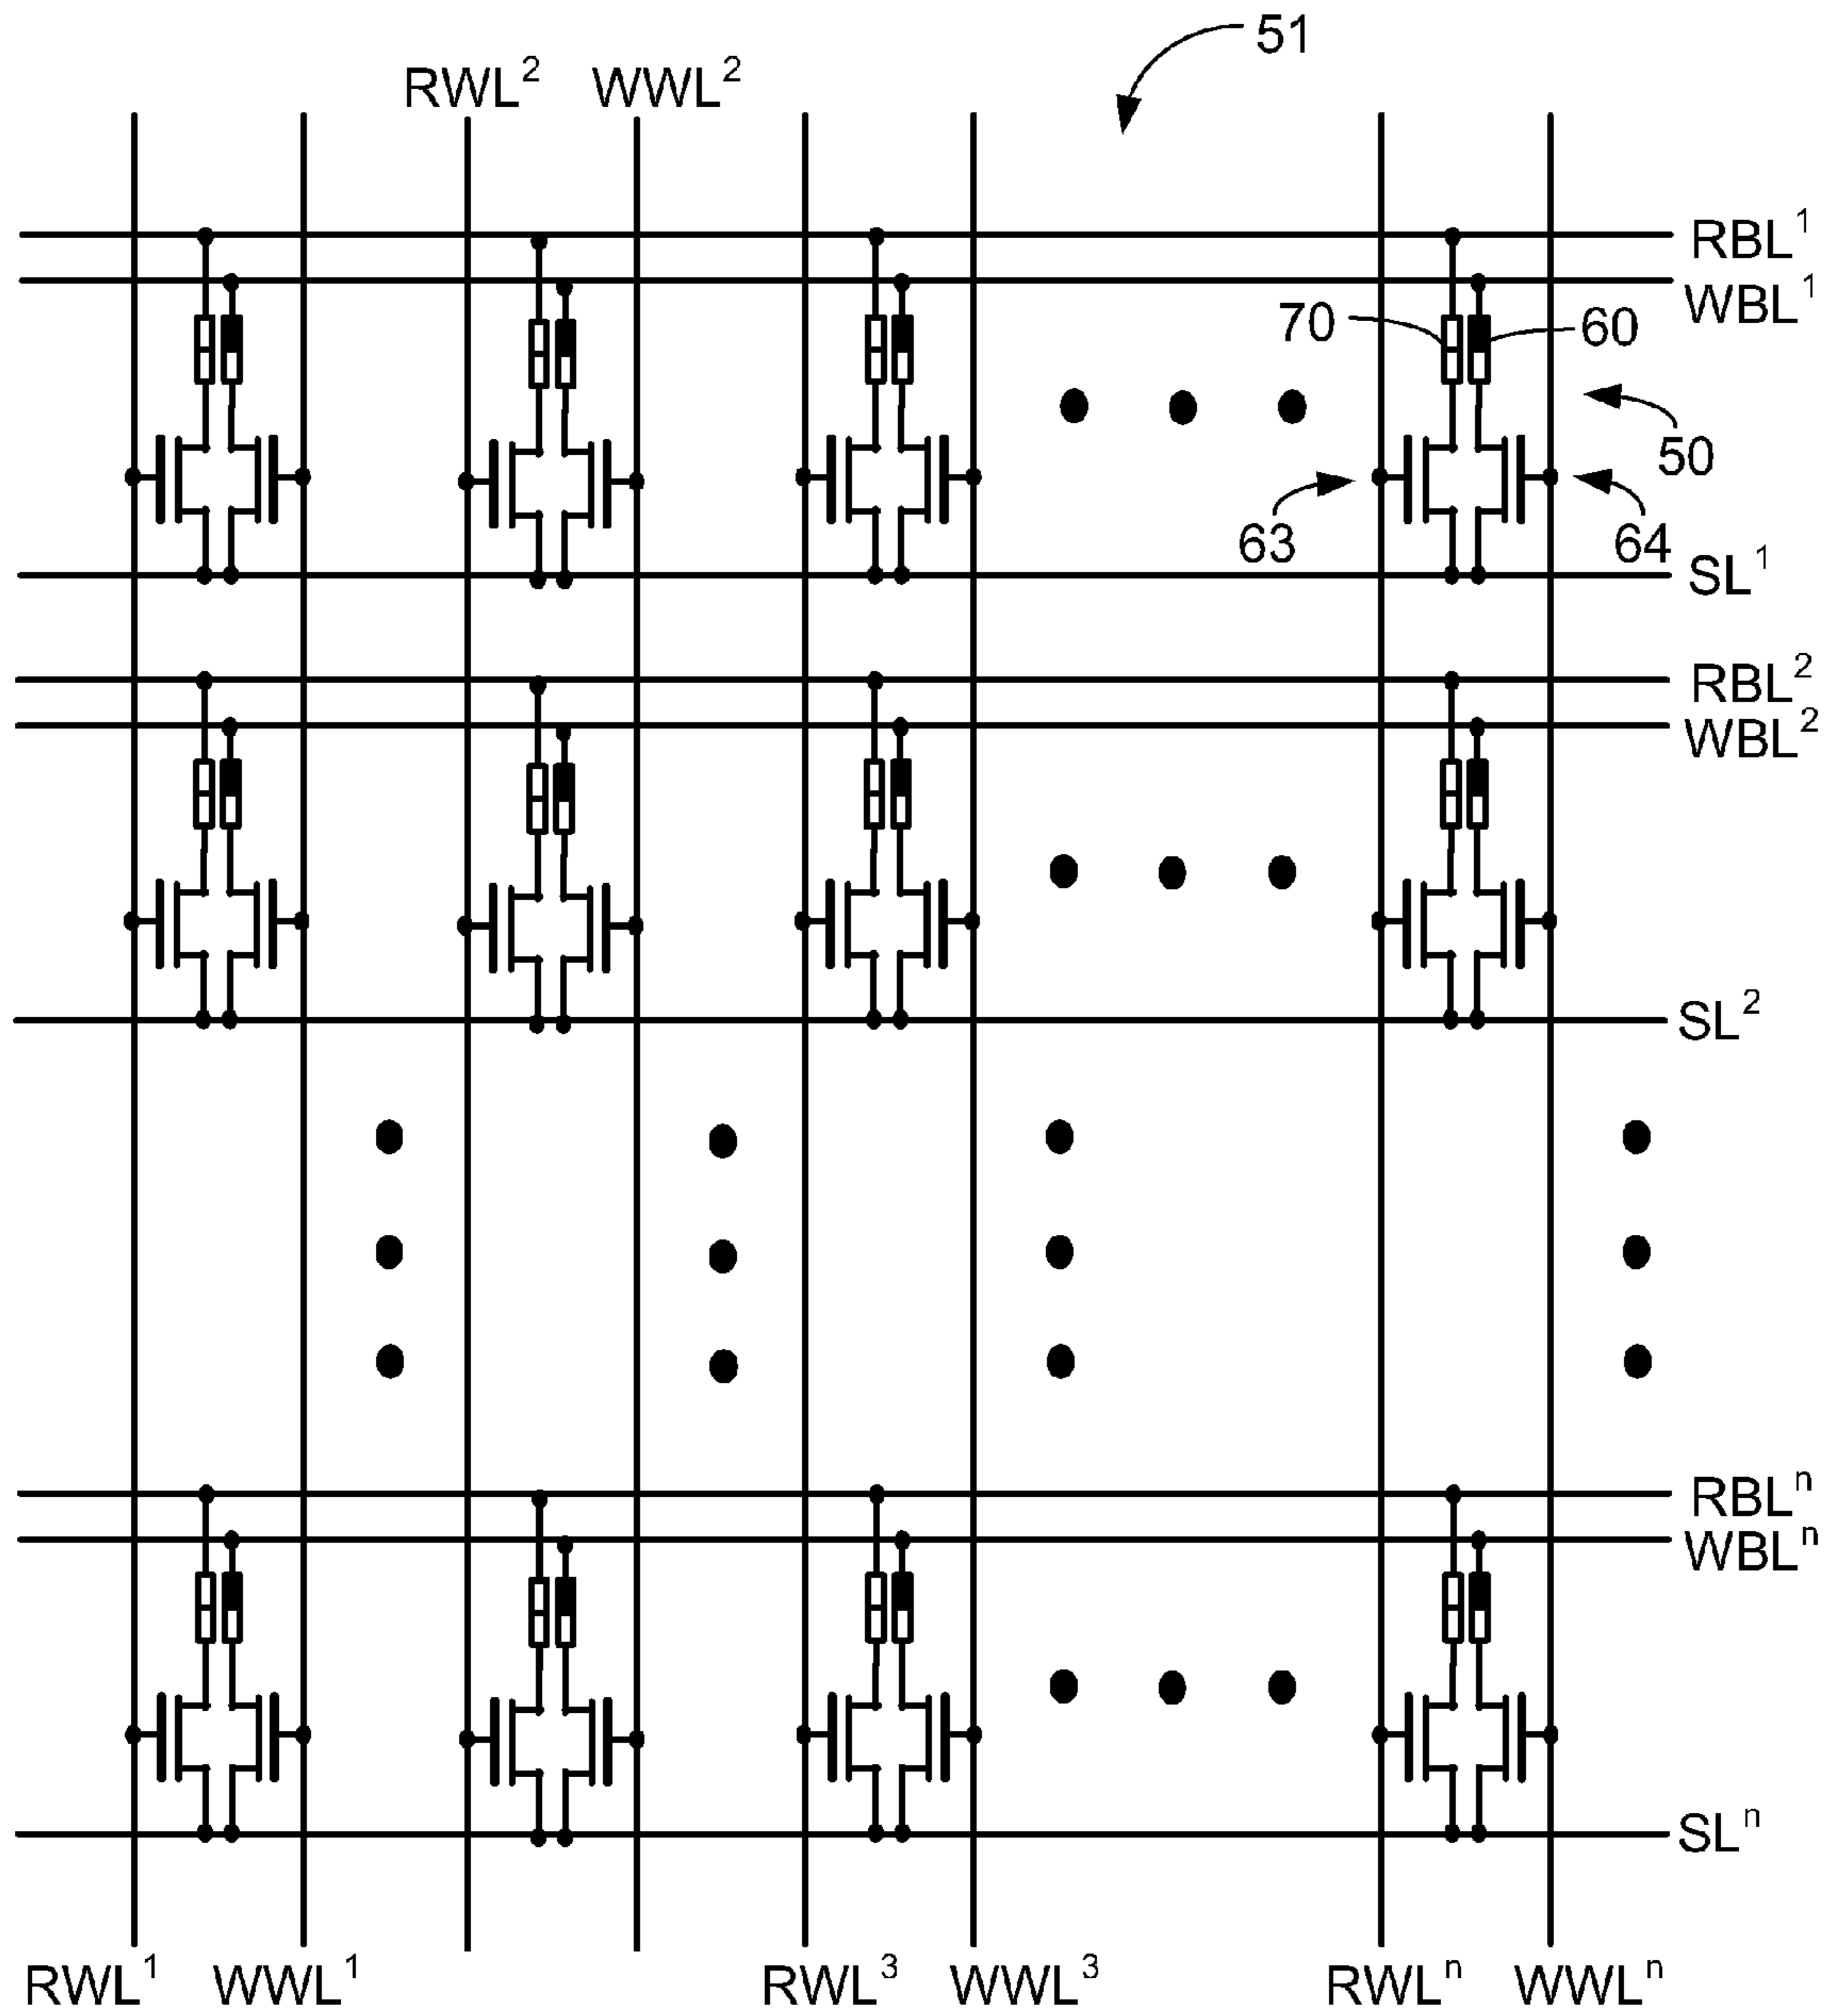 51
RWL² WWL²
RBL¹
WBL¹
70 60
50
63 64
SL¹
RBL²
WBL²
SL²
RBLⁿ
WBLⁿ
SLⁿ
RWL¹ WWL¹ RWL³ WWL³ RWLⁿ WWLⁿ